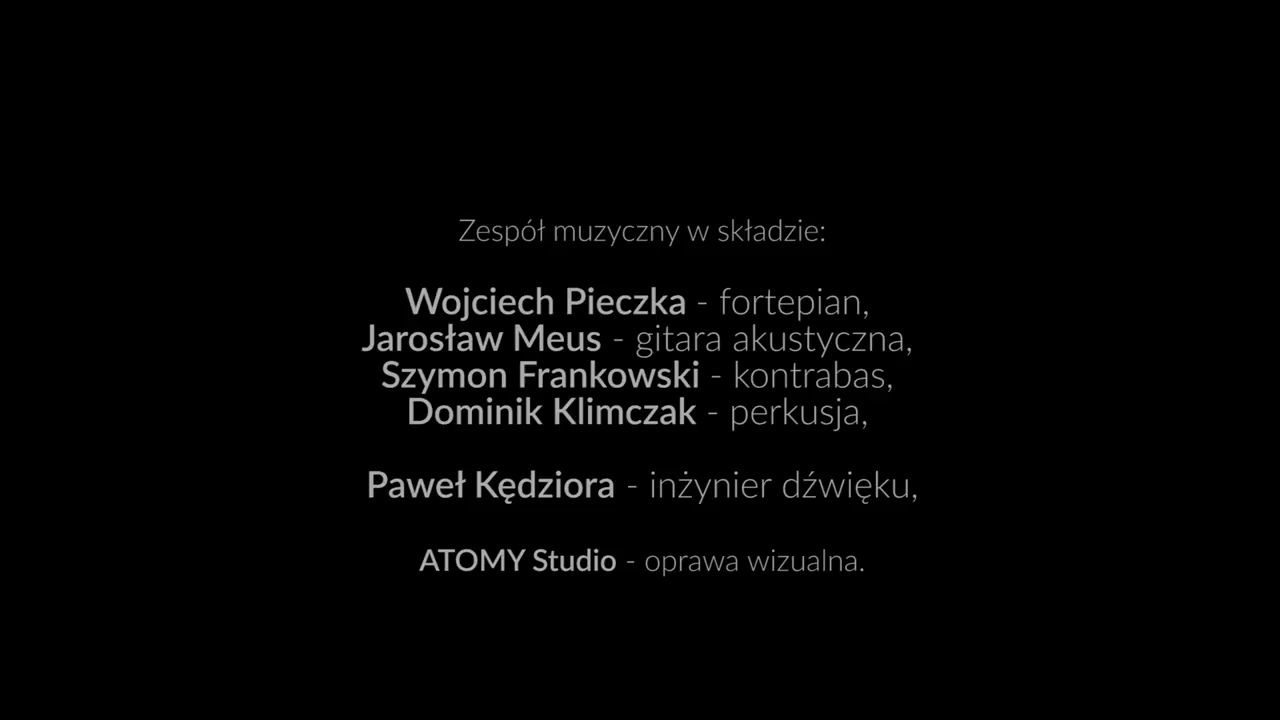 Zespół muzyczny w składzie:
Wojciech Pieczka - fortepian,
Jarosław Meus - gitara akustyczna,
Szymon Frankowski - kontrabas,
Dominik Klimczak - perkusja,
Paweł Kędziora - inżynier dźwięku,
ATOMY Studio - oprawa wizualna.